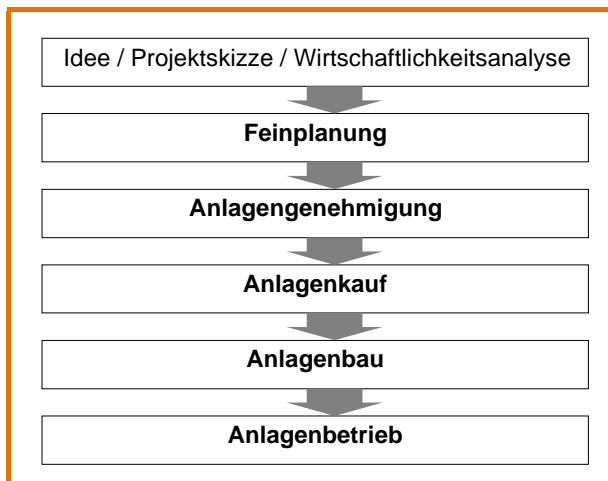 Idee / Projektskizze / Wirtschaftlichkeitsanalyse
Feinplanung
Anlagengenehmigung
Anlagenkauf
Anlagenbau
Anlagenbetrieb